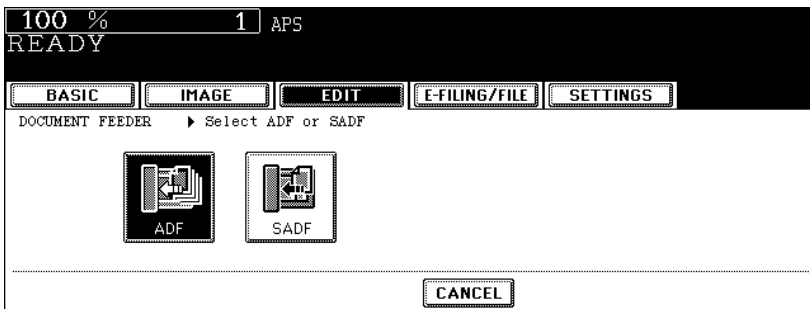 100 % 1 APS
READY
BASIC IMAGE EDIT E-FILING/FILE SETTINGS
DOCUMENT FEEDER ▶ Select ADF or SADF
ADF SADF
CANCEL